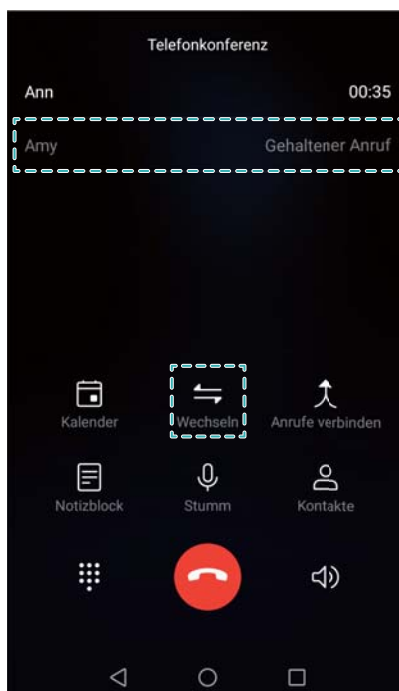 Telefonkonferenz
Ann 00:35
Amy Gehaltener Anruf
Kalender Wechseln Anrufe verbinden
Notizblock Stumm Kontakte